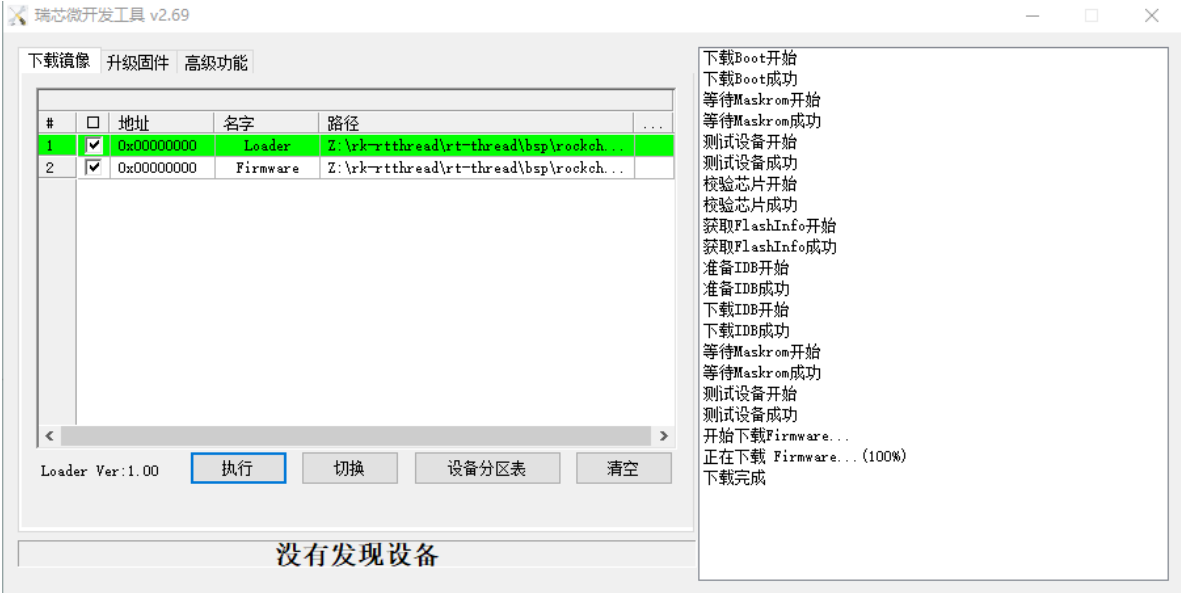 瑞芯微开发工具 v2.69
下载镜像 升级固件 高级功能
# 地址 名字 路径 ...
1 0x00000000 Loader Z:\rk-rtthread\rt-thread\bsp\rockch...
2 0x00000000 Firmware Z:\rk-rtthread\rt-thread\bsp\rockch...
Loader Ver:1.00 执行 切换 设备分区表 清空
没有发现设备
下载Boot开始
下载Boot成功
等待Maskrom开始
等待Maskrom成功
测试设备开始
测试设备成功
校验芯片开始
校验芯片成功
获取FlashInfo开始
获取FlashInfo成功
准备IDB开始
准备IDB成功
下载IDB开始
下载IDB成功
等待Maskrom开始
等待Maskrom成功
测试设备开始
测试设备成功
开始下载Firmware...
正在下载 Firmware...(100%)
下载完成